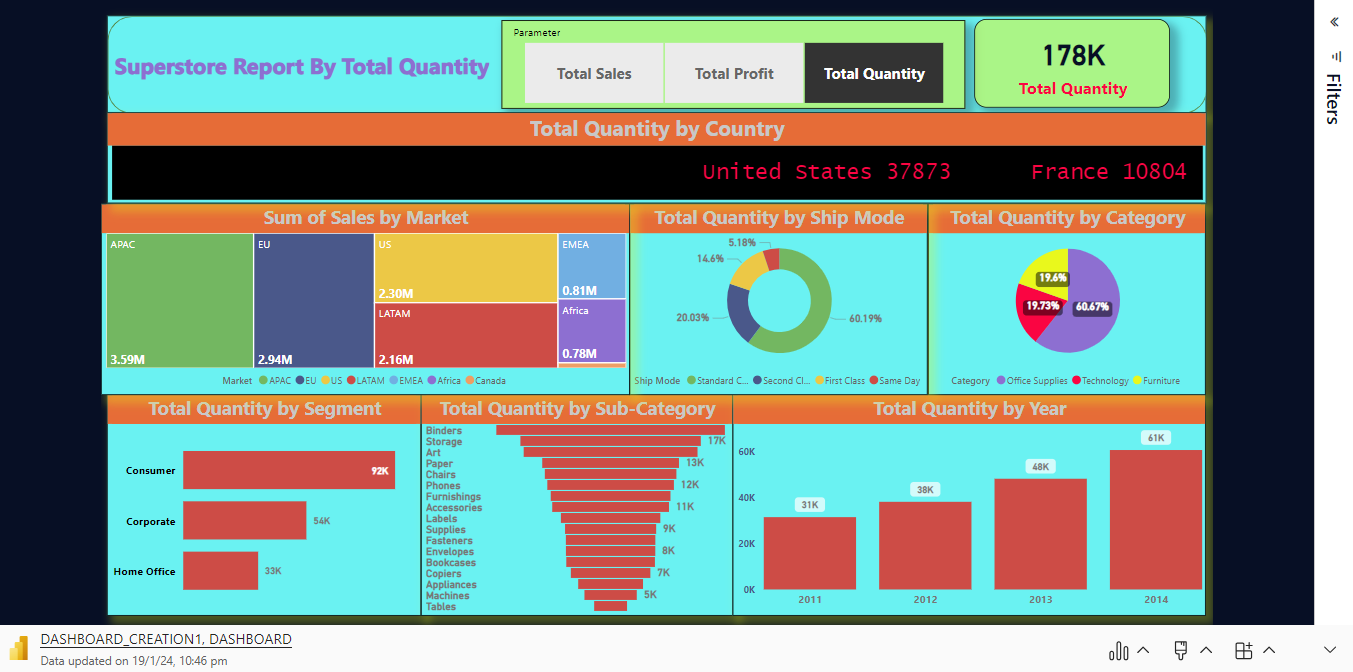 Superstore Report By Total Quantity
Parameter
Total Sales
Total Profit
Total Quantity
178K
Total Quantity
Filters
Total Quantity by Country
United States 37873
France 10804
Sum of Sales by Market
APAC
3.59M
EU
2.94M
US
2.30M
LATAM
2.16M
EMEA
0.81M
Africa
0.78M
Market APAC EU US LATAM EMEA Africa Canada
Total Quantity by Ship Mode
5.18%
14.6%
20.03%
60.19%
Ship Mode Standard C... Second Cl... First Class Same Day
Total Quantity by Category
19.6%
19.73%
60.67%
Category Office Supplies Technology Furniture
Total Quantity by Segment
Consumer 92K
Corporate 54K
Home Office 33K
Total Quantity by Sub-Category
Binders
Storage 17K
Art
Paper 13K
Chairs
Phones 12K
Furnishings
Accessories 11K
Labels
Supplies 9K
Fasteners
Envelopes 8K
Bookcases
Copiers 7K
Appliances
Machines 5K
Tables
Total Quantity by Year
60K
40K
20K
0K
31K
38K
48K
61K
2011
2012
2013
2014
DASHBOARD_CREATION1, DASHBOARD
Data updated on 19/1/24, 10:46 pm